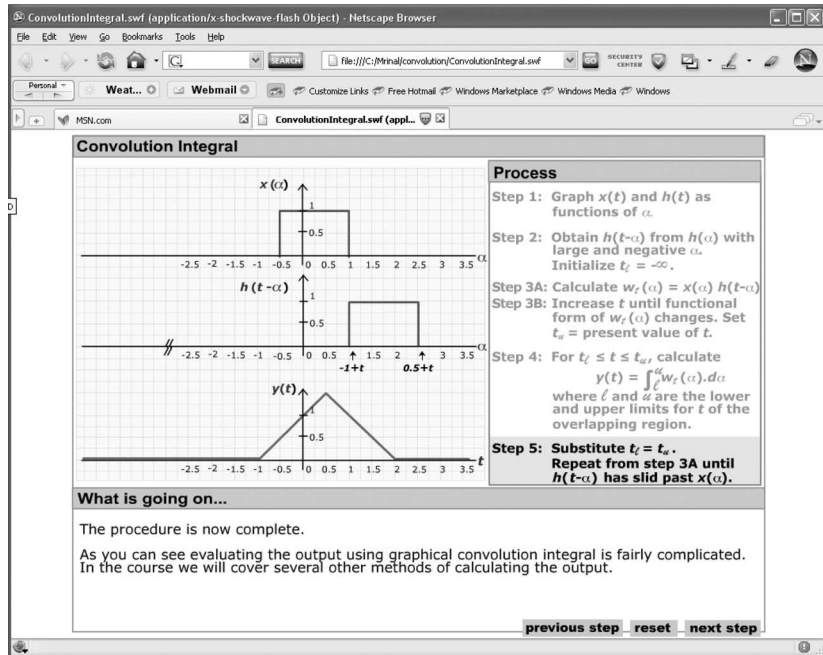 ConvolutionIntegral.swf (application/x-shockwave-flash Object) - Netscape Browser
File Edit View Go Bookmarks Tools Help
G SEARCH file:///C:/Mrinal/convolution/ConvolutionIntegral.swf GO SECURITY CENTER N
Personal Weat... Webmail Customize Links Free Hotmail Windows Marketplace Windows Media Windows
MSN.com ConvolutionIntegral.swf (appl...
Convolution Integral
x (α)
1
0.5
-2.5 -2 -1.5 -1 -0.5 0 0.5 1 1.5 2 2.5 3 3.5 α
h (t -α)
1
0.5
-2.5 -2 -1.5 -1 -0.5 0 0.5 1 1.5 2 2.5 3 3.5 α
-1+t 0.5+t
y(t)
1
0.5
-2.5 -2 -1.5 -1 -0.5 0 0.5 1 1.5 2 2.5 3 3.5 t
Process
Step 1: Graph x(t) and h(t) as
functions of α.
Step 2: Obtain h(t-α) from h(α) with
large and negative α.
Initialize tℓ = -∞.
Step 3A: Calculate wₜ(α) = x(α) h(t-α)
Step 3B: Increase t until functional
form of wₜ(α) changes. Set
tᵤ = present value of t.
Step 4: For tℓ ≤ t ≤ tᵤ, calculate
y(t) = ∫ℓᵘ wₜ(α).dα
where ℓ and u are the lower
and upper limits for t of the
overlapping region.
Step 5: Substitute tℓ = tᵤ.
Repeat from step 3A until
h(t-α) has slid past x(α).
What is going on...
The procedure is now complete.
As you can see evaluating the output using graphical convolution integral is fairly complicated.
In the course we will cover several other methods of calculating the output.
previous step reset next step